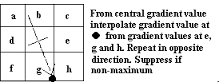 a b c
d e
f g h
From central gradient value
interpolate gradient value at
● from gradient values at e,
g and h. Repeat in opposite
direction. Suppress if
non-maximum